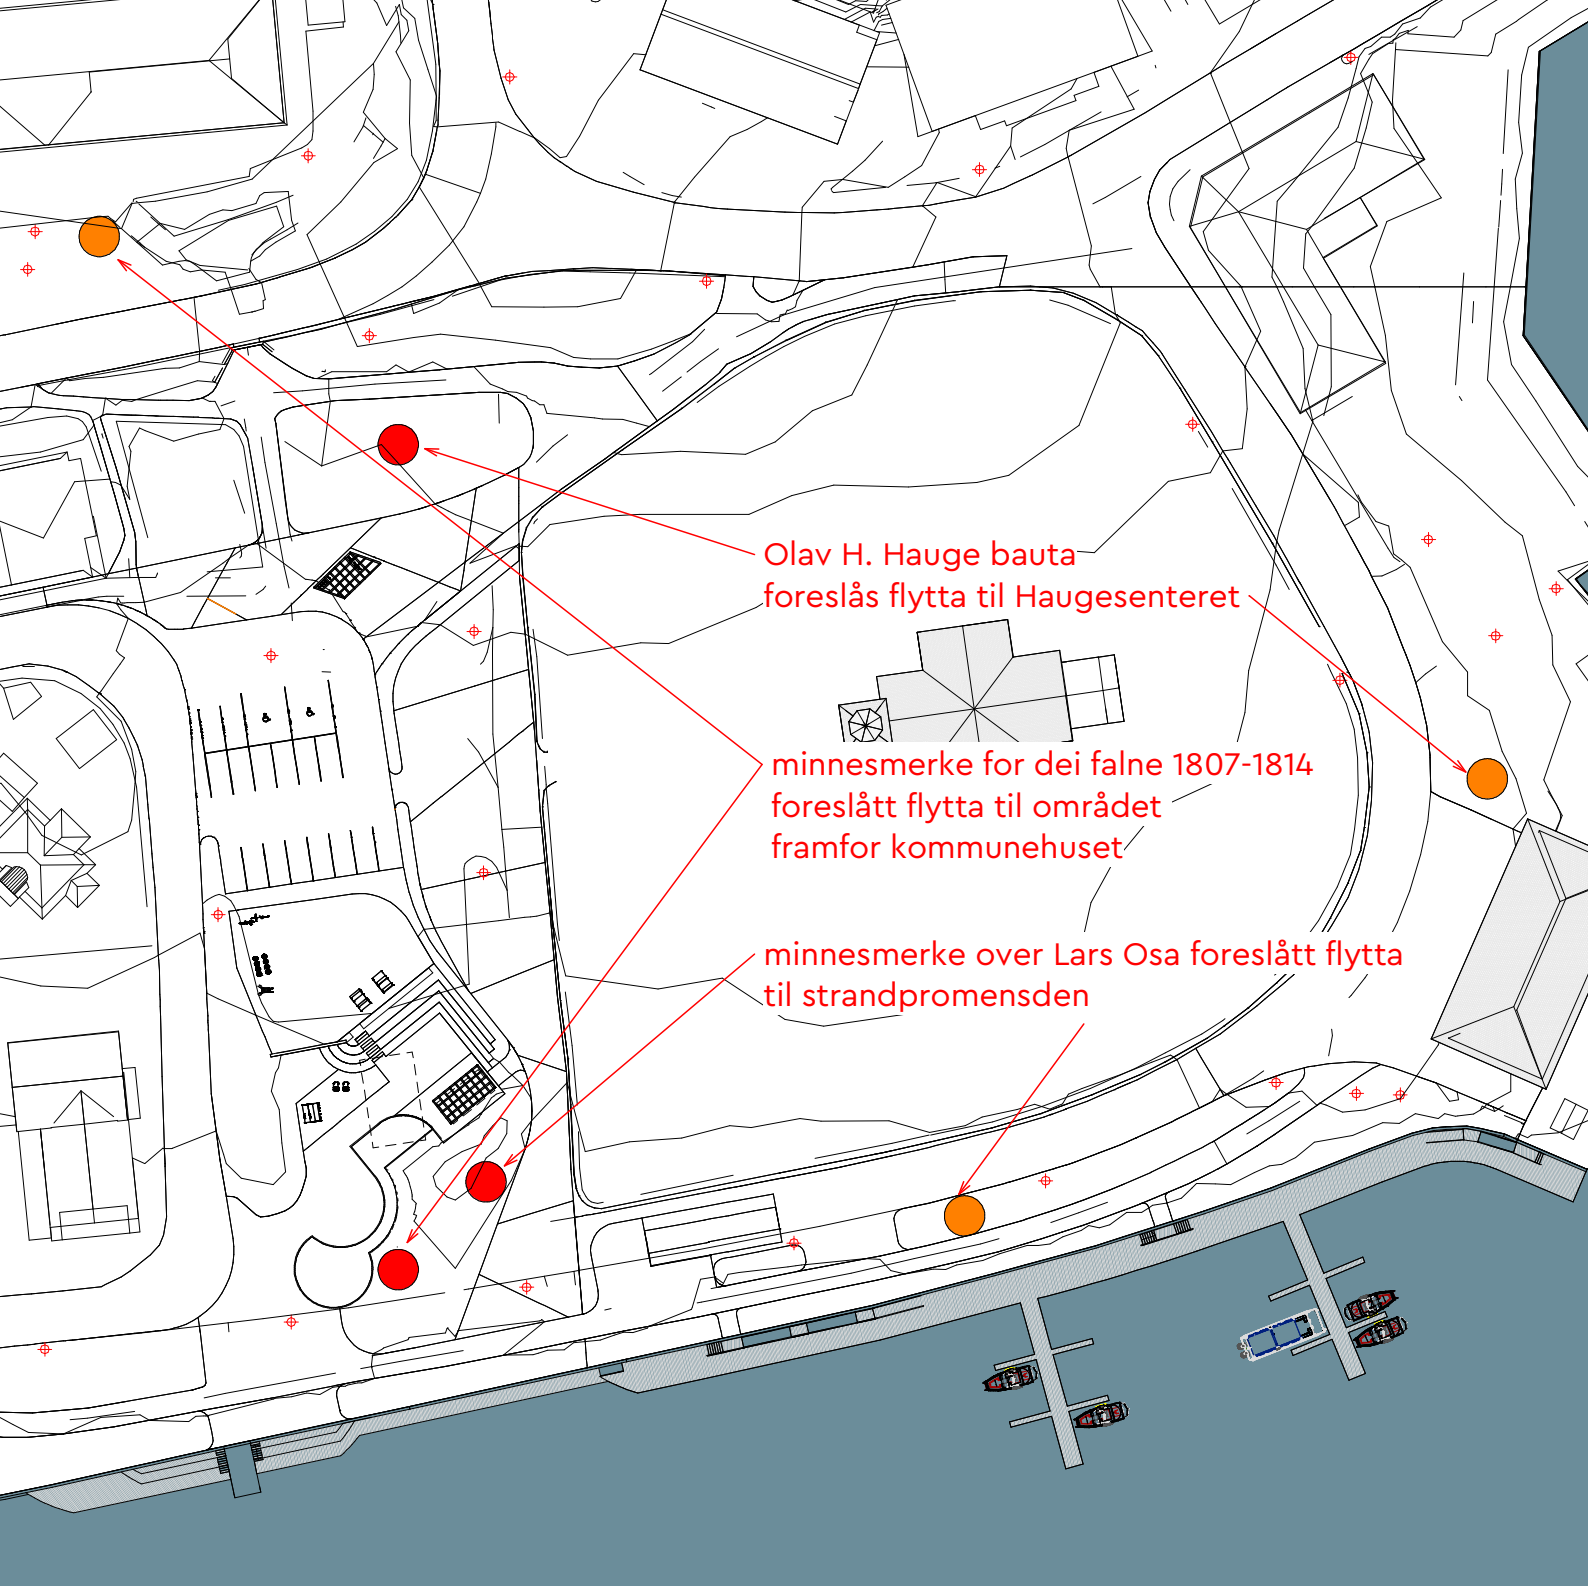 Olav H. Hauge bauta
foreslås flytta til Haugesenteret
minnesmerke for dei falne 1807-1814
foreslått flytta til området
framfor kommunehuset
minnesmerke over Lars Osa foreslått flytta
til strandpromensden